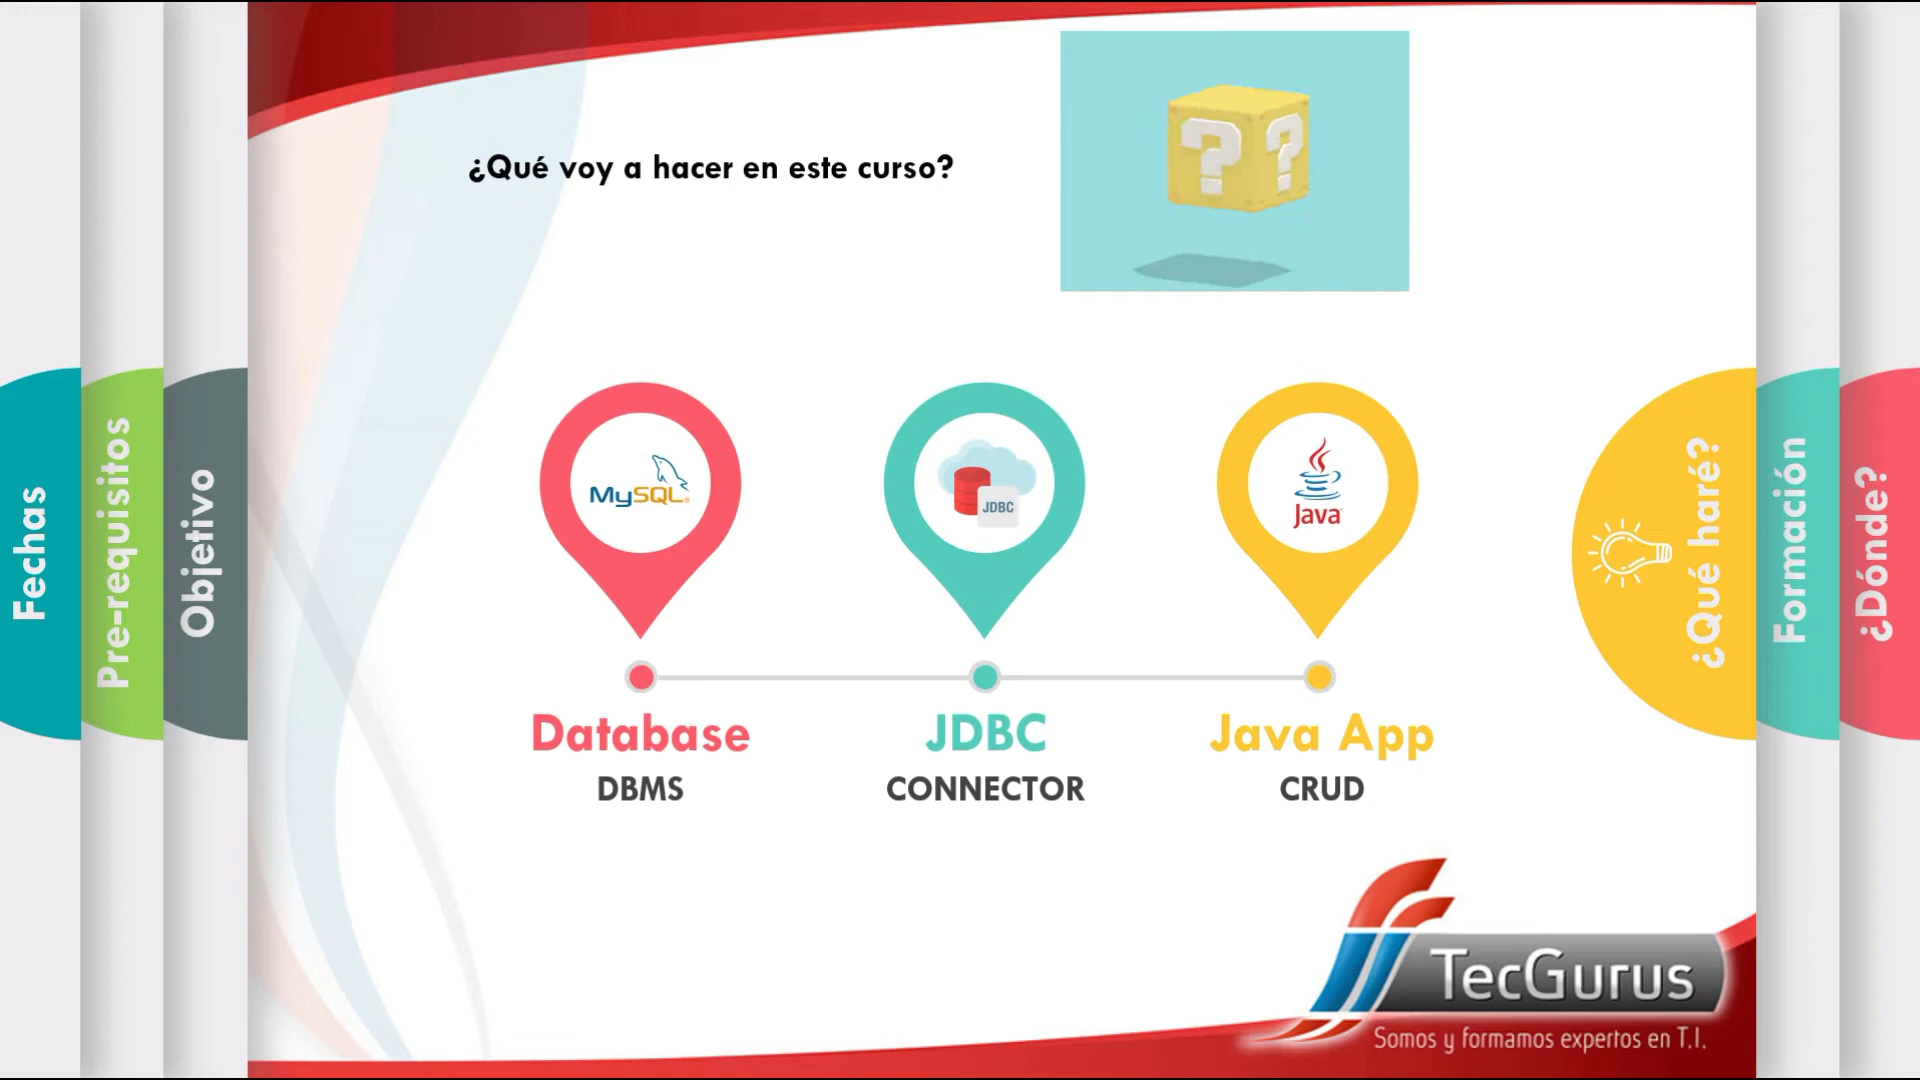 Fechas
Pre-requisitos
Objetivo
¿Qué voy a hacer en este curso?
? ?
MySQL®
JDBC
Java
Database
DBMS
JDBC
CONNECTOR
Java App
CRUD
¿Qué haré?
Formación
¿Dónde?
TecGurus
Somos y formamos expertos en T.I.